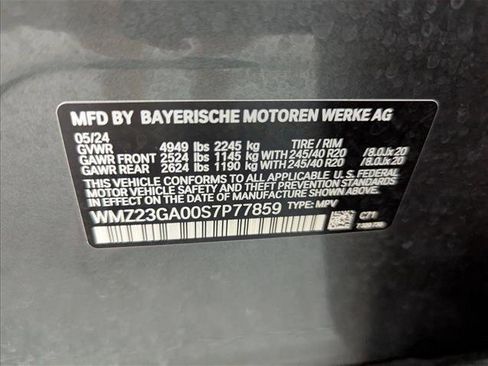 MFD BY BAYERISCHE MOTOREN WERKE AG
05/24
GVWR 4949 lbs 2245 kg TIRE / RIM
GAWR FRONT 2524 lbs 1145 kg WITH 245/40 R20 /8.0Jx20
GAWR REAR 2624 lbs 1190 kg WITH 245/40 R20 /8.0Jx20
THIS VEHICLE CONFORMS TO ALL APPLICABLE U.S. FEDERAL
MOTOR VEHICLE SAFETY AND THEFT PREVENTION STANDARDS
IN EFFECT ON THE DATE OF MANUFACTURE SHOWN ABOVE.
WMZ23GA00S7P77859 TYPE: MPV
C71